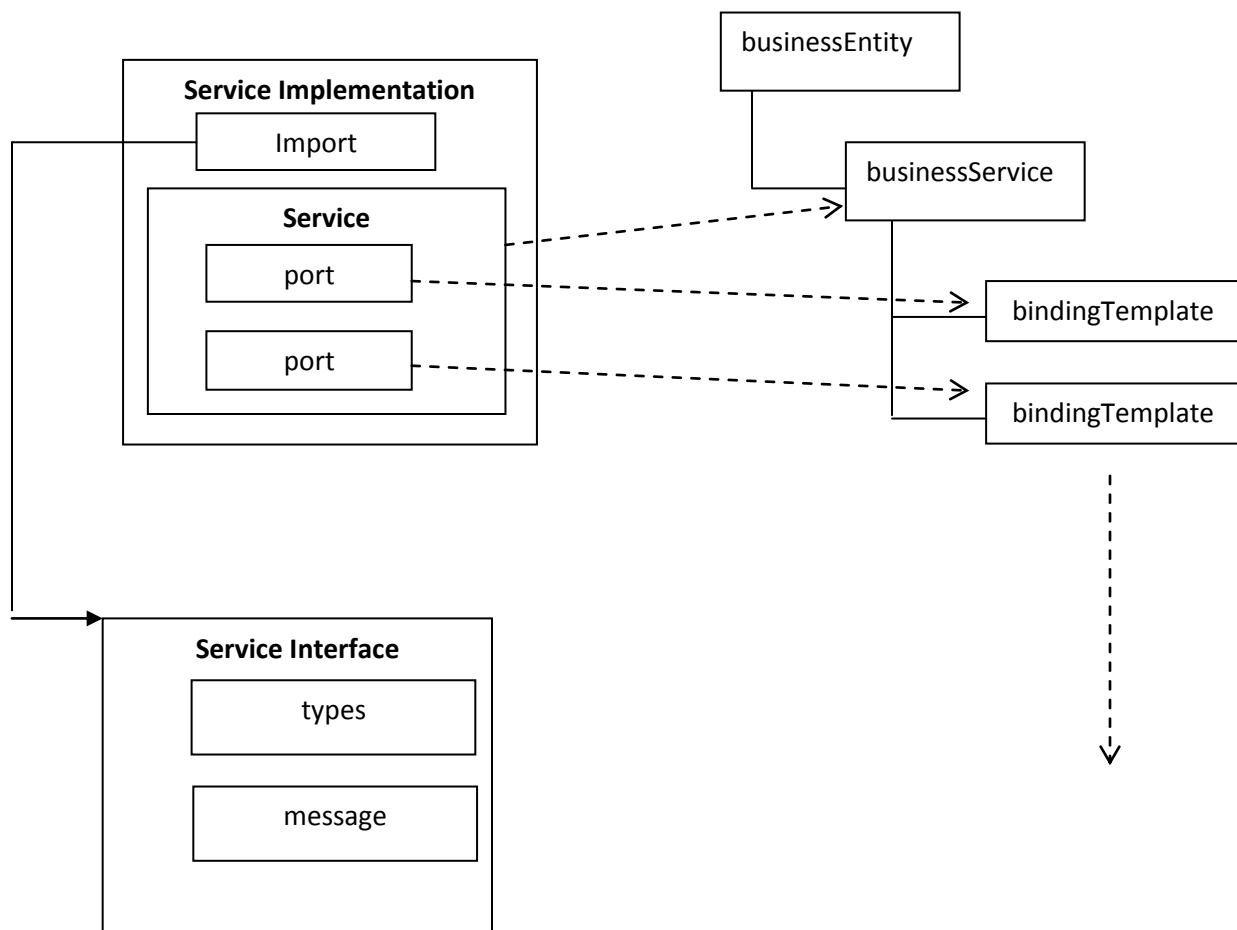 businessEntity
Service Implementation
Import
businessService
Service
port
bindingTemplate
port
bindingTemplate
Service Interface
types
message